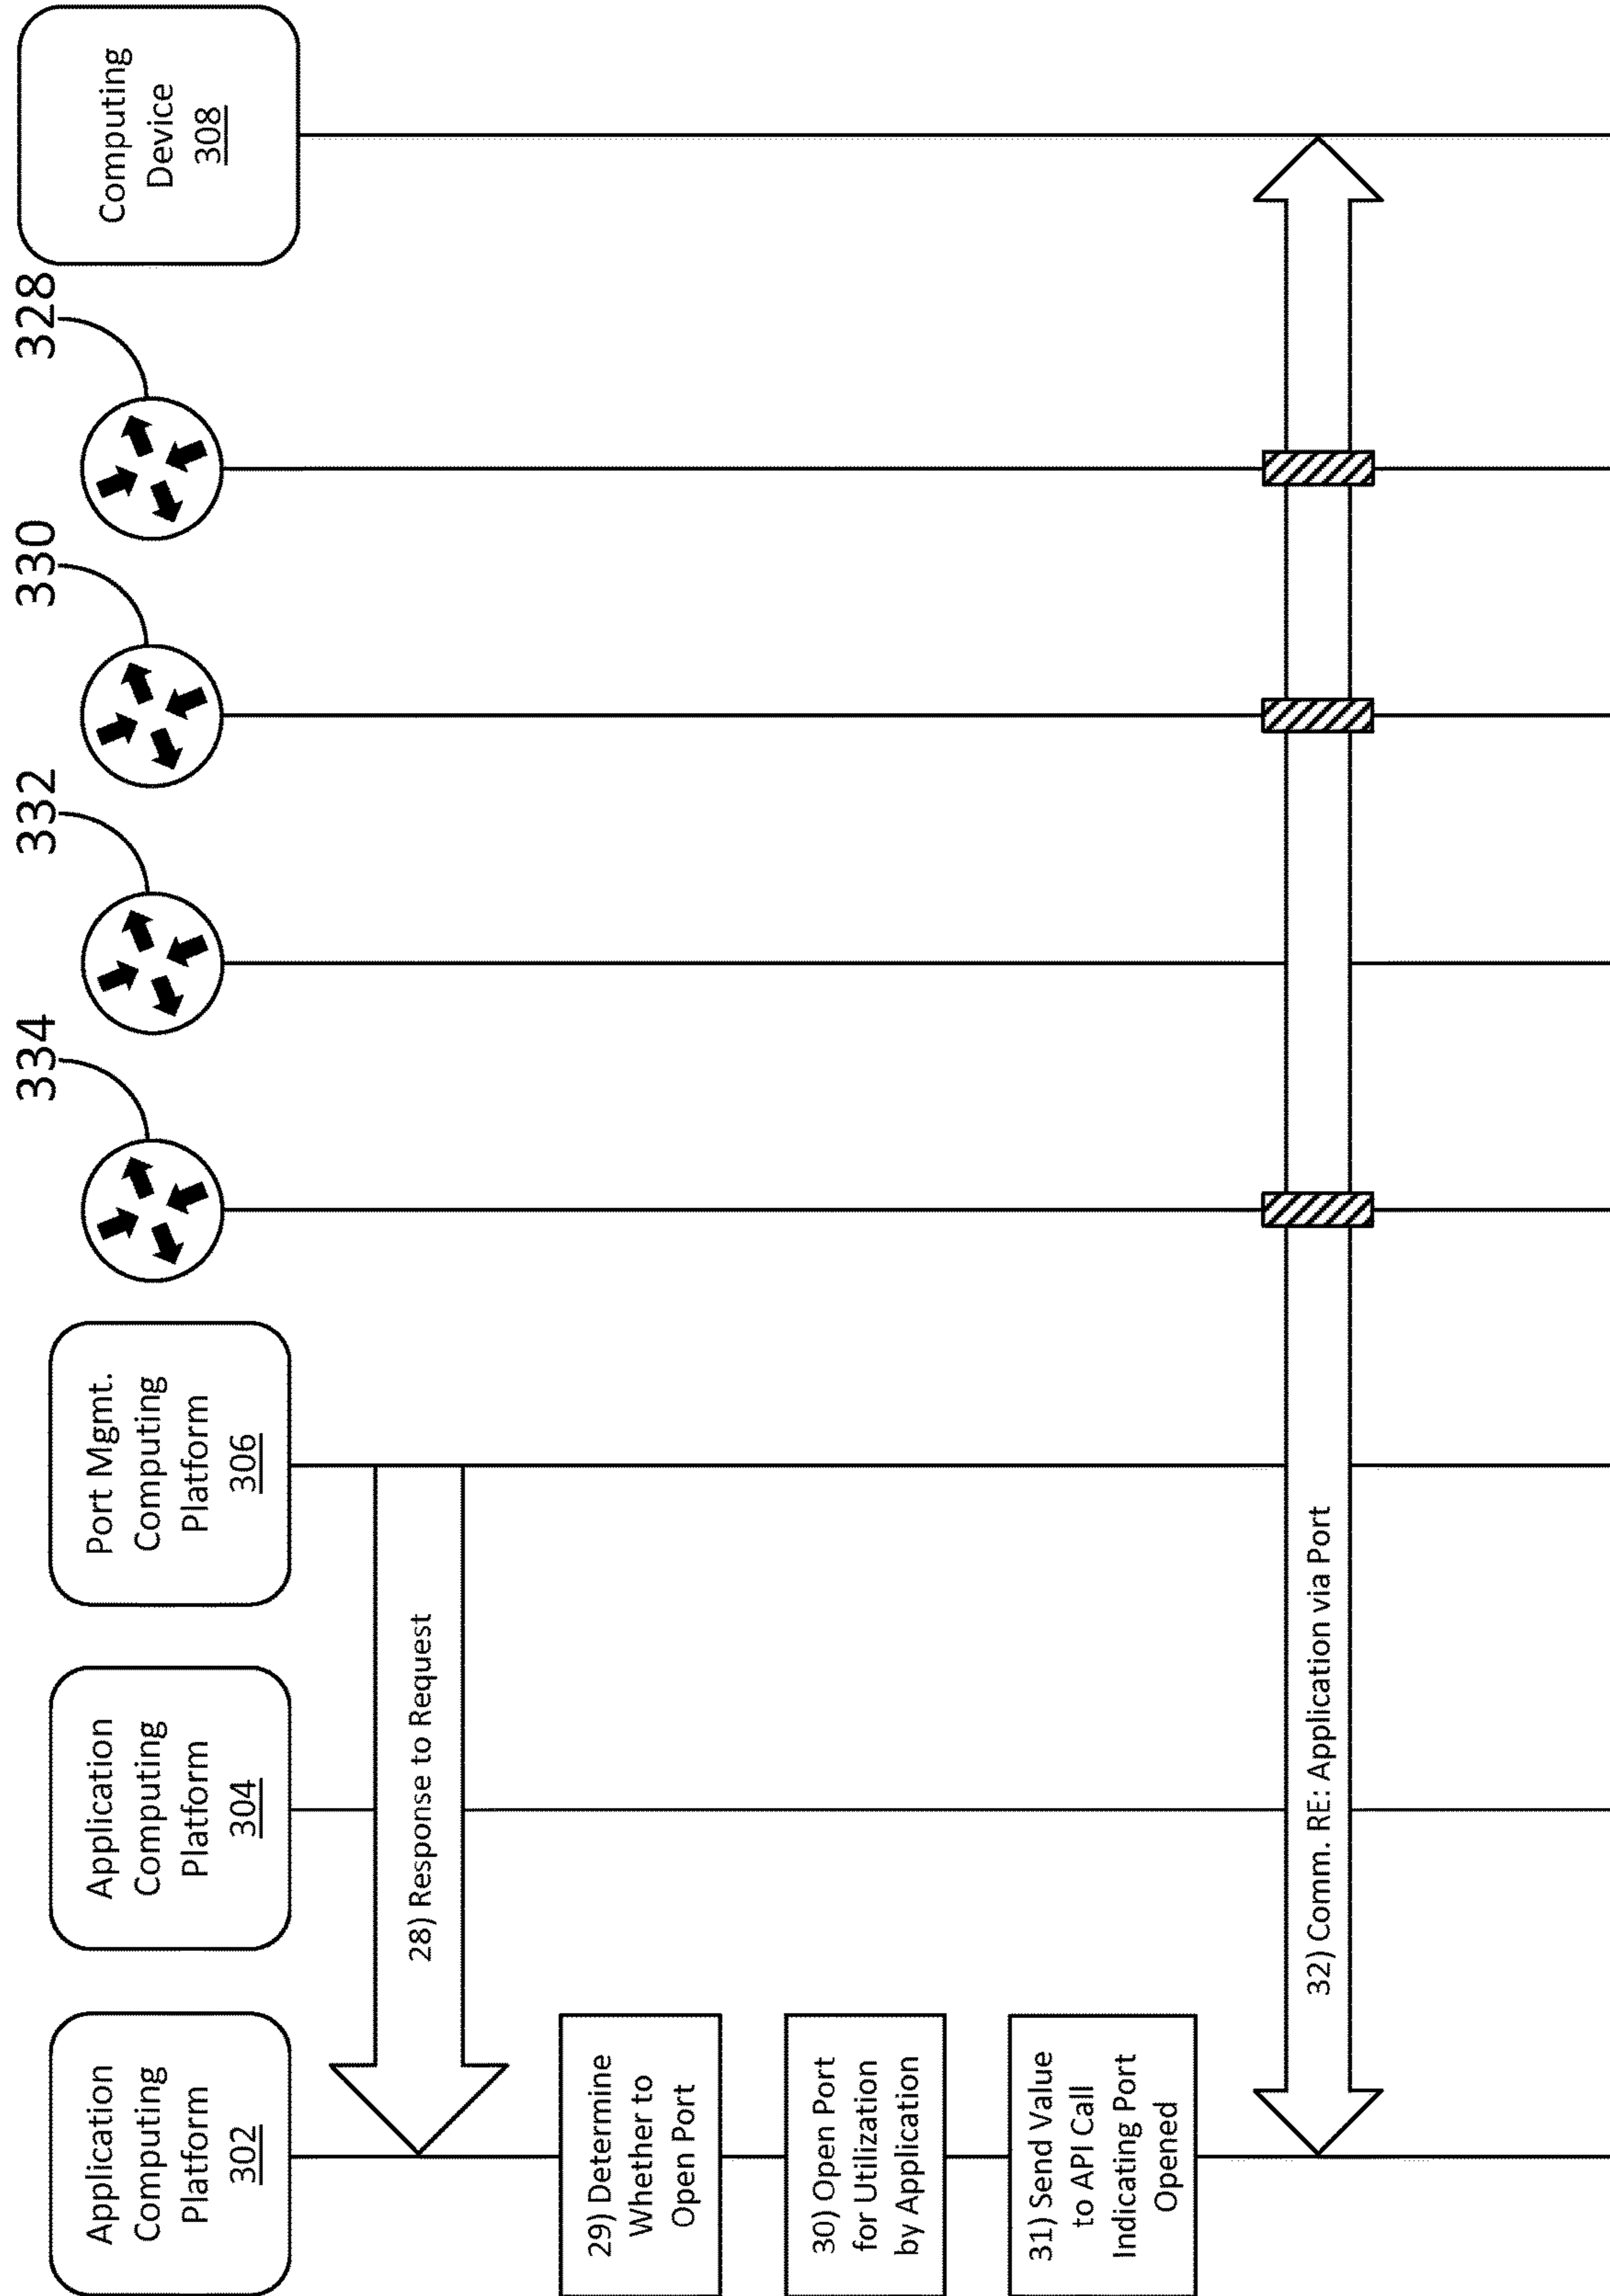 Application
Computing
Platform
302
Application
Computing
Platform
304
Port Mgmt.
Computing
Platform
306
334
332
330
328
Computing
Device
308
28) Response to Request
29) Determine
Whether to
Open Port
30) Open Port
for Utilization
by Application
31) Send Value
to API Call
Indicating Port
Opened
32) Comm. RE: Application via Port